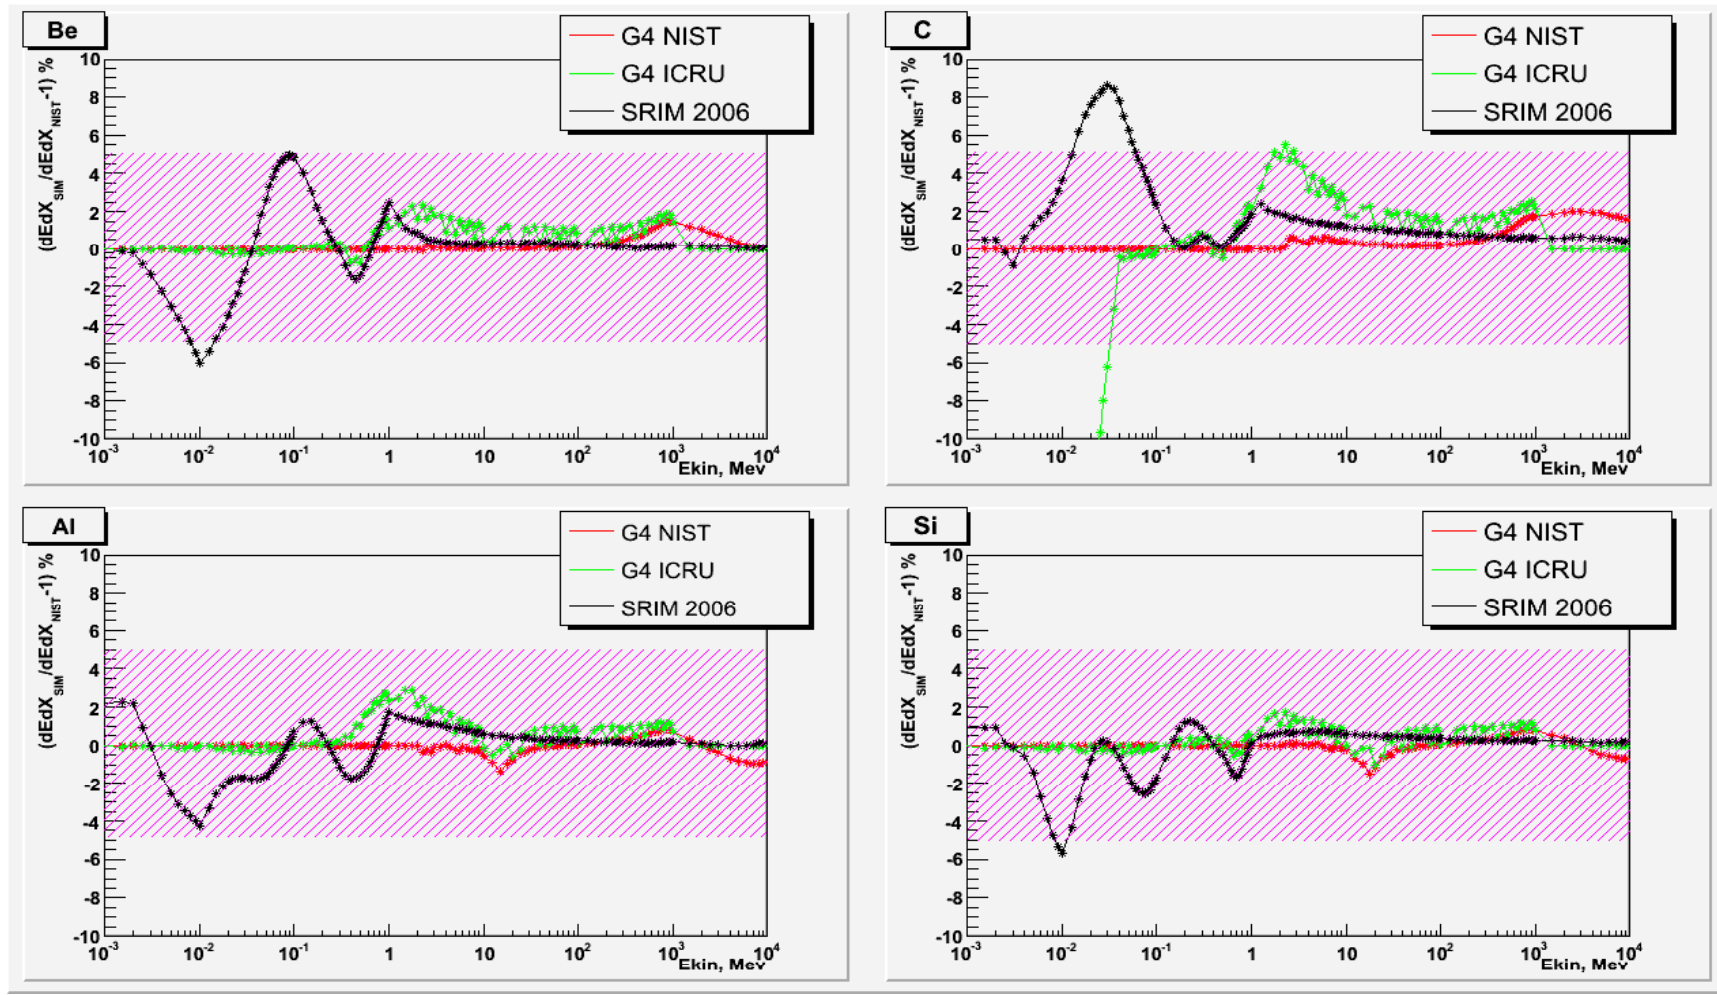 Be
G4 NIST
G4 ICRU
SRIM 2006
(dEdX_SIM/dEdX_NIST-1) %
10
8
6
4
2
0
-2
-4
-6
-8
-10
10^-3 10^-2 10^-1 1 10 10^2 10^3 10^4
Ekin, Mev
C
G4 NIST
G4 ICRU
SRIM 2006
(dEdX_SIM/dEdX_NIST-1) %
10
8
6
4
2
0
-2
-4
-6
-8
-10
10^-3 10^-2 10^-1 1 10 10^2 10^3 10^4
Ekin, Mev
Al
G4 NIST
G4 ICRU
SRIM 2006
(dEdX_SIM/dEdX_NIST-1) %
10
8
6
4
2
0
-2
-4
-6
-8
-10
10^-3 10^-2 10^-1 1 10 10^2 10^3 10^4
Ekin, Mev
Si
G4 NIST
G4 ICRU
SRIM 2006
(dEdX_SIM/dEdX_NIST-1) %
10
8
6
4
2
0
-2
-4
-6
-8
-10
10^-3 10^-2 10^-1 1 10 10^2 10^3 10^4
Ekin, Mev